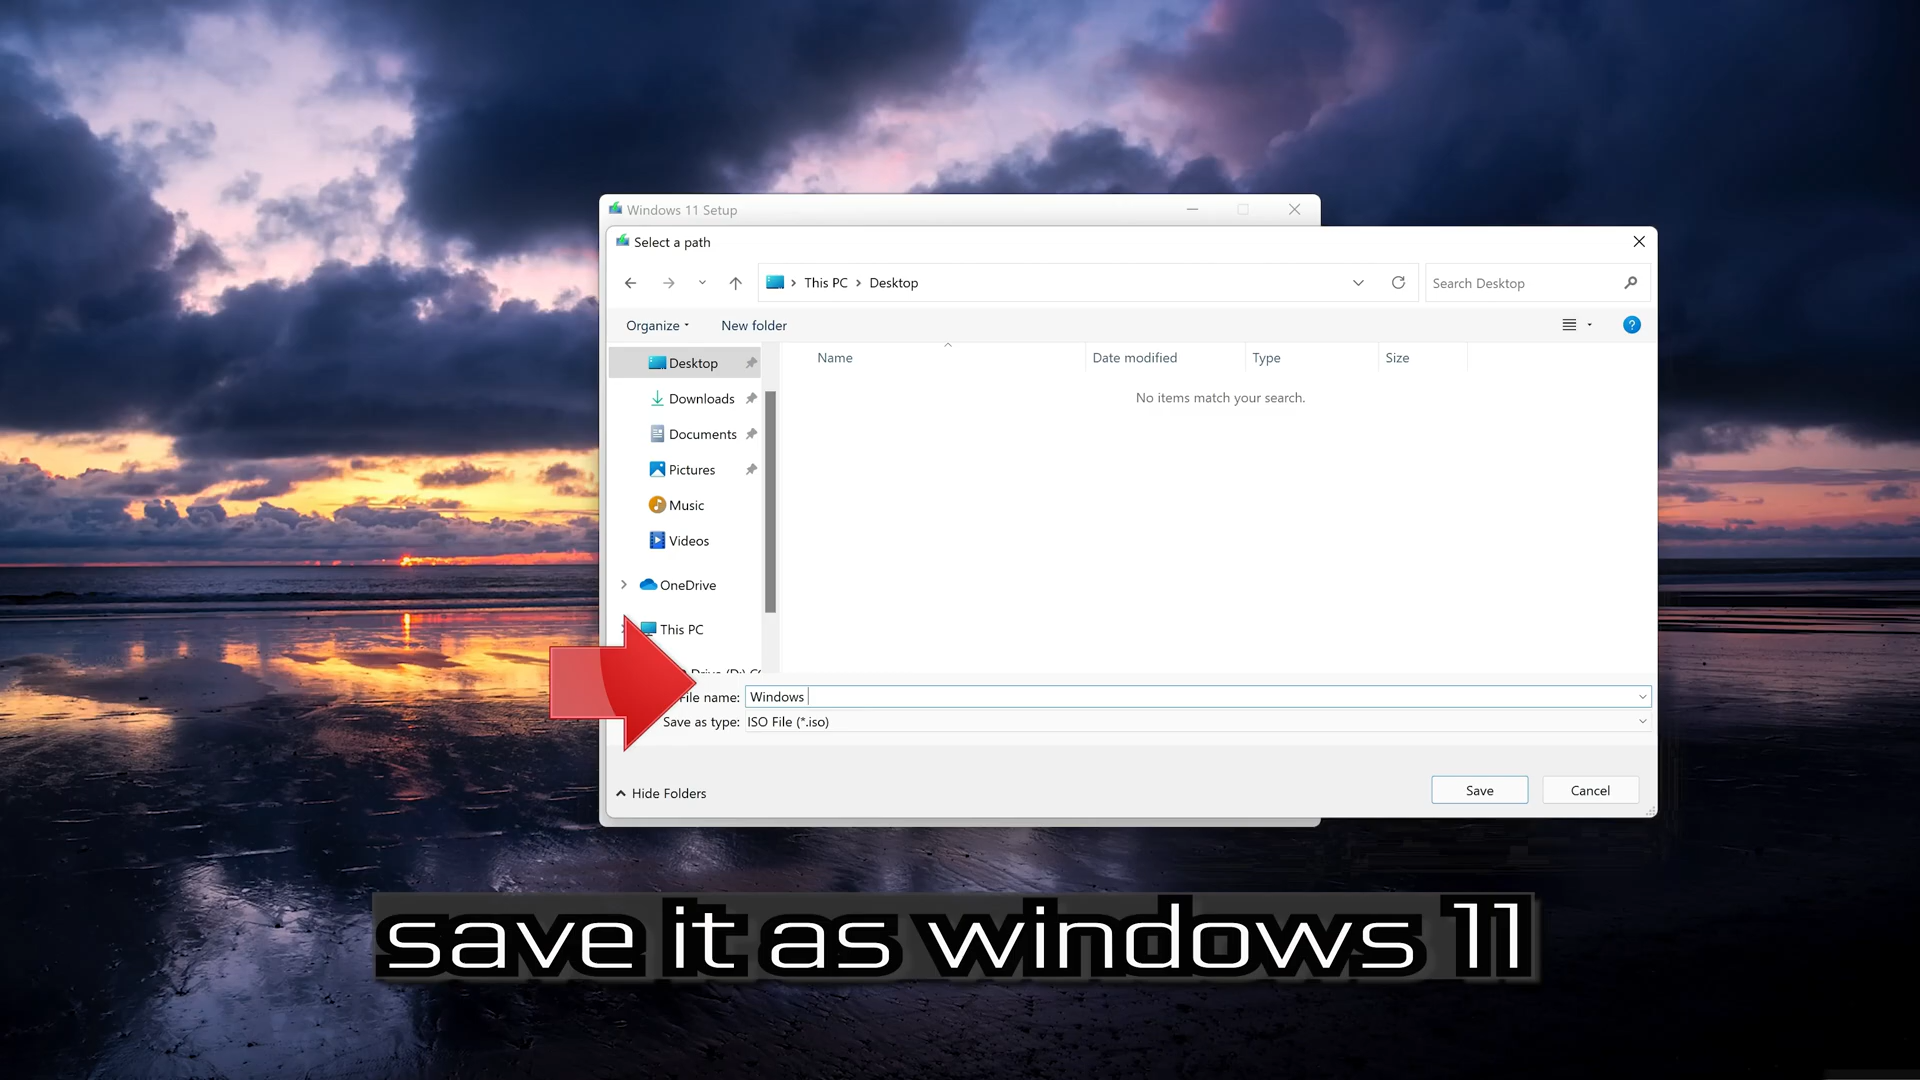 Windows 11 Setup
Select a path
This PC > Desktop
Search Desktop
Organize
New folder
?
Name
Date modified
Type
Size
No items match your search.
Desktop
Downloads
Documents
Pictures
Music
Videos
OneDrive
This PC
Drive (D:)
File name: Windows
Save as type: ISO File (*.iso)
Hide Folders
Save
Cancel
save it as windows 11